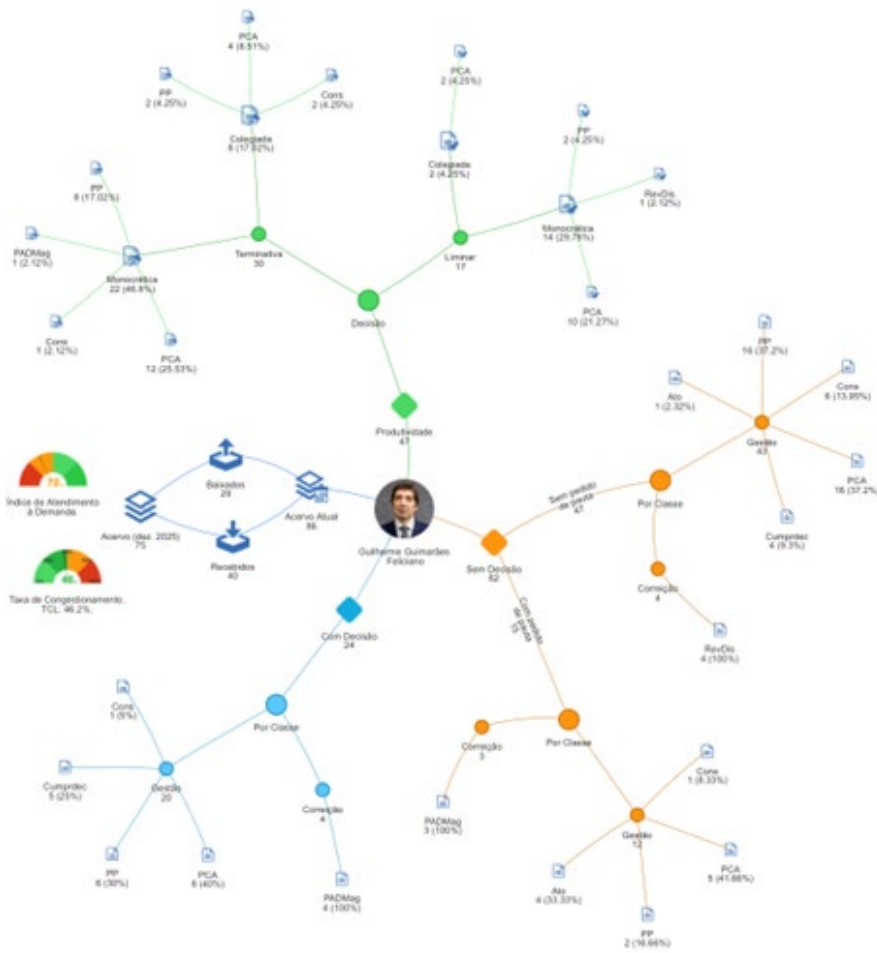 PCA
4 (8.51%)
PP
2 (4.25%)
Cons
2 (4.25%)
Colegiada
8 (17.02%)
PCA
2 (4.25%)
Colegiada
2 (4.25%)
PP
2 (4.25%)
RevDis
1 (2.12%)
Monocrática
14 (29.78%)
PCA
10 (21.27%)
PP
8 (17.02%)
PADMag
1 (2.12%)
Monocrática
22 (46.8%)
Cons
1 (2.12%)
PCA
12 (25.53%)
Terminativa
30
Liminar
17
Decisão
Produtividade
47
Índice de Atendimento
à Demanda.
Taxa de Congestionamento.
TCL. 46.2%.
Acervo (dez. 2025)
75
Baixados
29
Recebidos
40
Acervo Atual
86
Guilherme Guimarães
Feliciano
Sem Decisão
62
Sem pedido
de pauta
47
Por Classe
Gestão
43
PP
16 (37.2%)
Ato
1 (2.32%)
Cons
6 (13.95%)
PCA
16 (37.2%)
Cumprdec
4 (9.3%)
Correição
4
RevDis
4 (100%)
Com pedido
de pauta
15
Por Classe
Correição
3
PADMag
3 (100%)
Gestão
12
Cons
1 (8.33%)
PCA
5 (41.66%)
Ato
4 (33.33%)
PP
2 (16.66%)
Com Decisão
24
Por Classe
Gestão
20
Cons
1 (5%)
Cumprdec
5 (25%)
PP
6 (30%)
PCA
8 (40%)
Correição
4
PADMag
4 (100%)